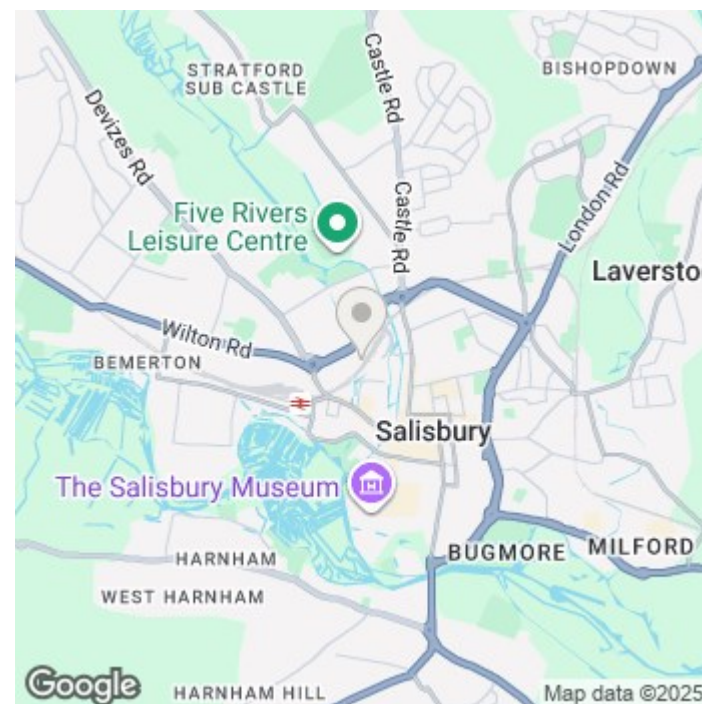 STRATFORD
SUB CASTLE
Castle Rd
BISHOPDOWN
Devizes Rd
Five Rivers
Leisure Centre
Castle Rd
London Rd
Laversto
Wilton Rd
BEMERTON
Salisbury
The Salisbury Museum
HARNHAM
BUGMORE
MILFORD
WEST HARNHAM
Google
HARNHAM HILL
Map data ©2025